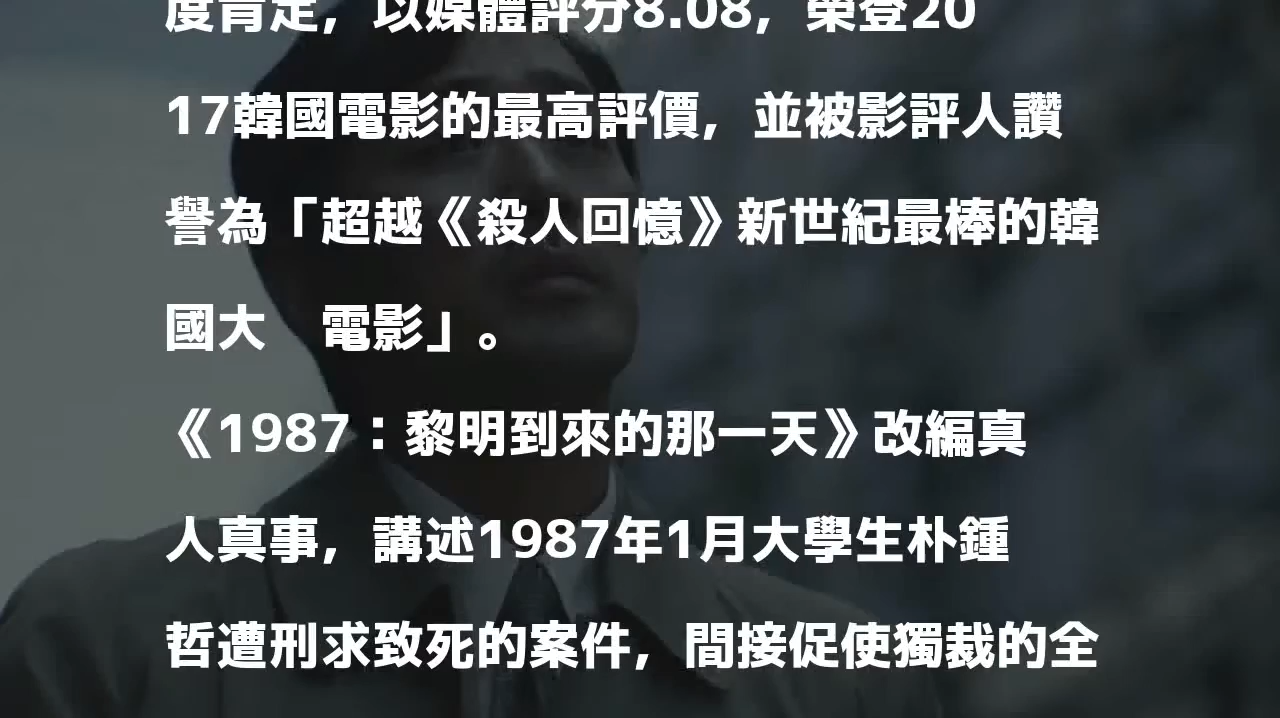 度肯定，以媒體評分8.08，榮登20
17韓國電影的最高評價，並被影評人讚
譽為「超越《殺人回憶》新世紀最棒的韓
國大　電影」。
《1987：黎明到來的那一天》改編真
人真事，講述1987年1月大學生朴鍾
哲遭刑求致死的案件，間接促使獨裁的全